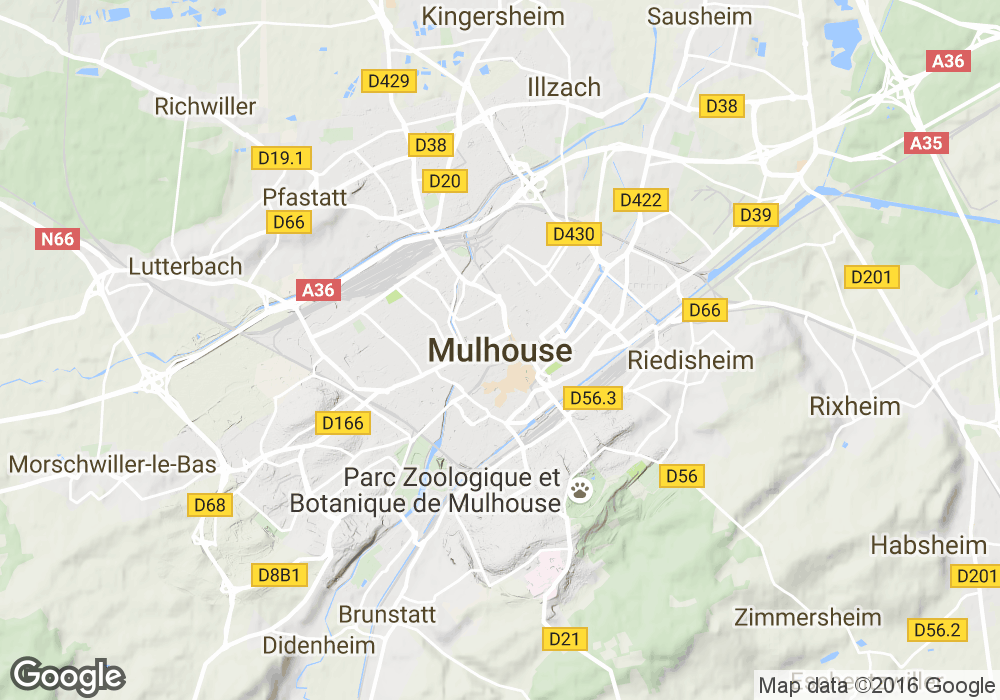 Kingersheim
Sausheim
A36
D429
Illzach
Richwiller
D38
D38
A35
D19.1
D20
Pfastatt
D422
D66
D39
D430
N66
Lutterbach
D201
A36
D66
Mulhouse
Riedisheim
D56.3
Rixheim
D166
Morschwiller-le-Bas
Parc Zoologique et
Botanique de Mulhouse
D56
D68
Habsheim
D8B1
D201
Brunstatt
Zimmersheim
D56.2
Didenheim
D21
Google
Map data ©2016 Google